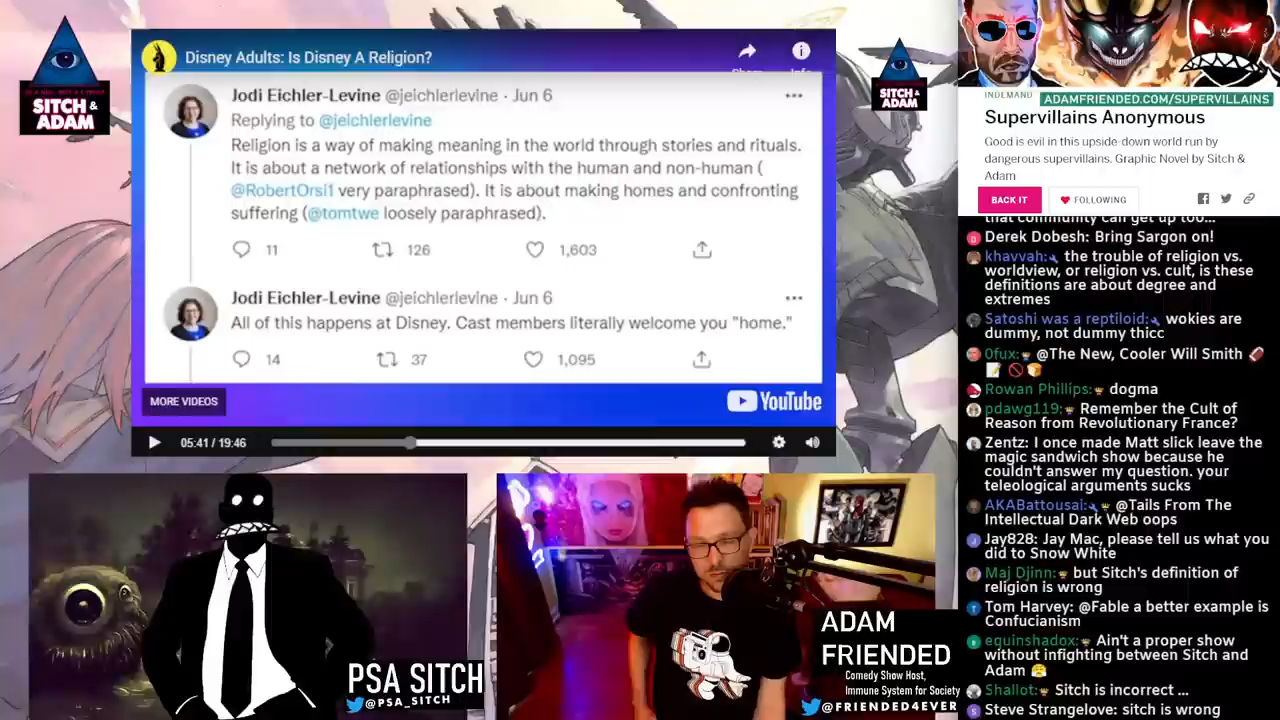 SITCH &
ADAM
Disney Adults: Is Disney A Religion?
Jodi Eichler-Levine @jeichlerlevine · Jun 6
Replying to @jeichlerlevine
Religion is a way of making meaning in the world through stories and rituals.
It is about a network of relationships with the human and non-human (
@RobertOrsi1 very paraphrased). It is about making homes and confronting
suffering (@tomtwe loosely paraphrased).
11 126 1,603
Jodi Eichler-Levine @jeichlerlevine · Jun 6
All of this happens at Disney. Cast members literally welcome you "home."
14 37 1,095
MORE VIDEOS
YouTube
05:41 / 19:46
SITCH &
ADAM
INDEMAND
ADAMFRIENDED.COM/SUPERVILLAINS
Supervillains Anonymous
Good is evil in this upside-down world run by
dangerous supervillains. Graphic Novel by Sitch &
Adam
BACK IT
FOLLOWING
that community can get up too...
Derek Dobesh: Bring Sargon on!
khavvah: the trouble of religion vs.
worldview, or religion vs. cult, is these
definitions are about degree and
extremes
Satoshi was a reptiloid: wokies are
dummy, not dummy thicc
0fux: @The New, Cooler Will Smith
Rowan Phillips: dogma
pdawg119: Remember the Cult of
Reason from Revolutionary France?
Zentz: I once made Matt slick leave the
magic sandwich show because he
couldn't answer my question. your
teleological arguments sucks
AKABattousai: @Tails From The
Intellectual Dark Web oops
Jay828: Jay Mac, please tell us what you
did to Snow White
Maj Djinn: but Sitch's definition of
religion is wrong
Tom Harvey: @Fable a better example is
Confucianism
equinshadox: Ain't a proper show
without infighting between Sitch and
Adam
Shallot: Sitch is incorrect ...
Steve Strangelove: sitch is wrong
PSA SITCH
@PSA_SITCH
ADAM
FRIENDED
Comedy Show Host,
Immune System for Society
@FRIENDED4EVER